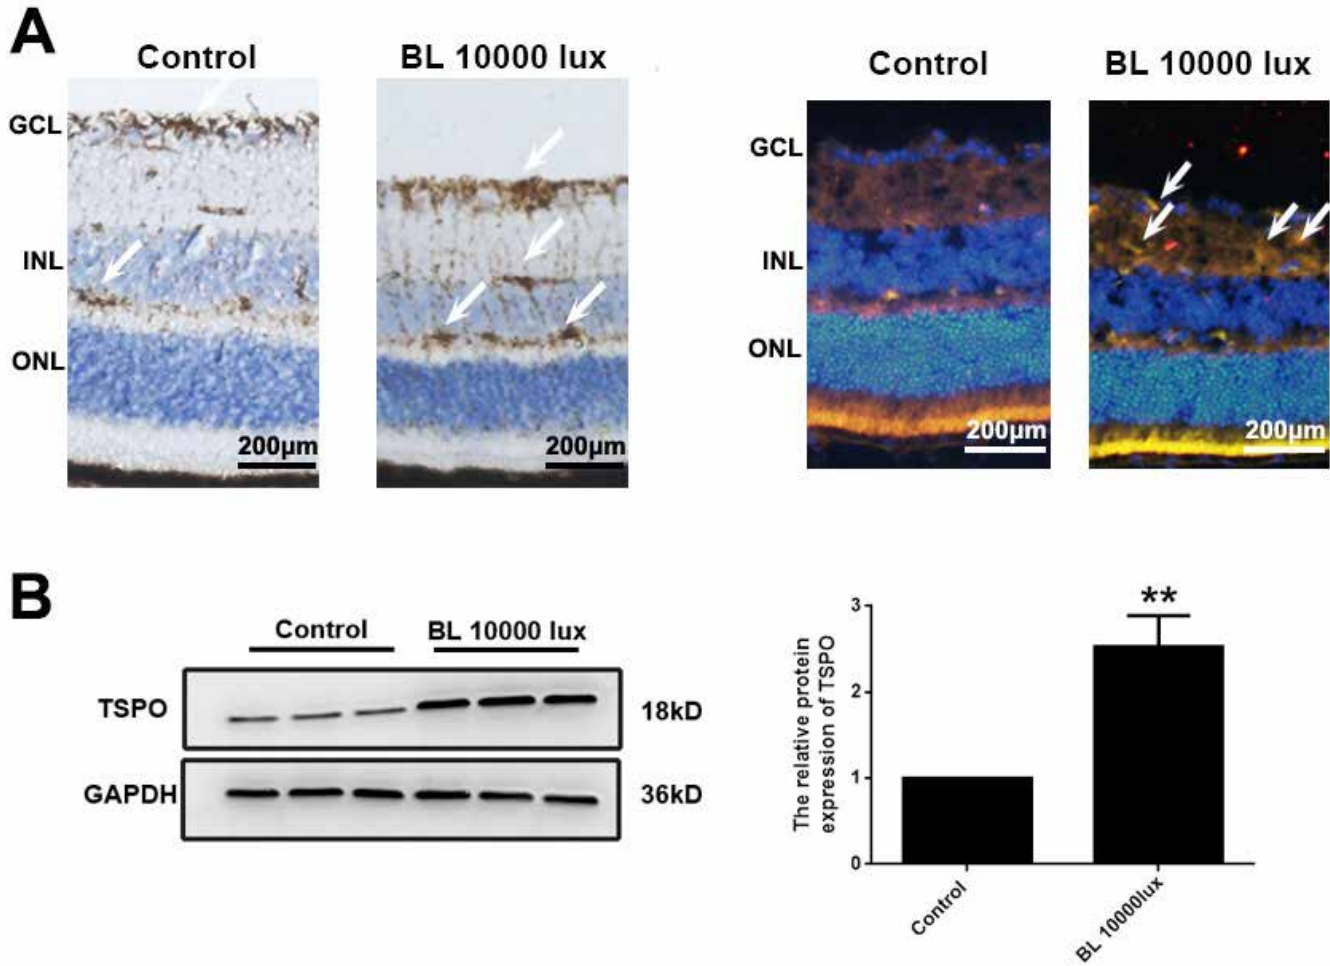 A
Control
BL 10000 lux
Control
BL 10000 lux
GCL
INL
ONL
200μm
200μm
GCL
INL
ONL
200μm
200μm
B
Control
BL 10000 lux
TSPO
18kD
GAPDH
36kD
The relative protein
expression of TSPO
3
2
1
0
**
Control
BL 10000lux